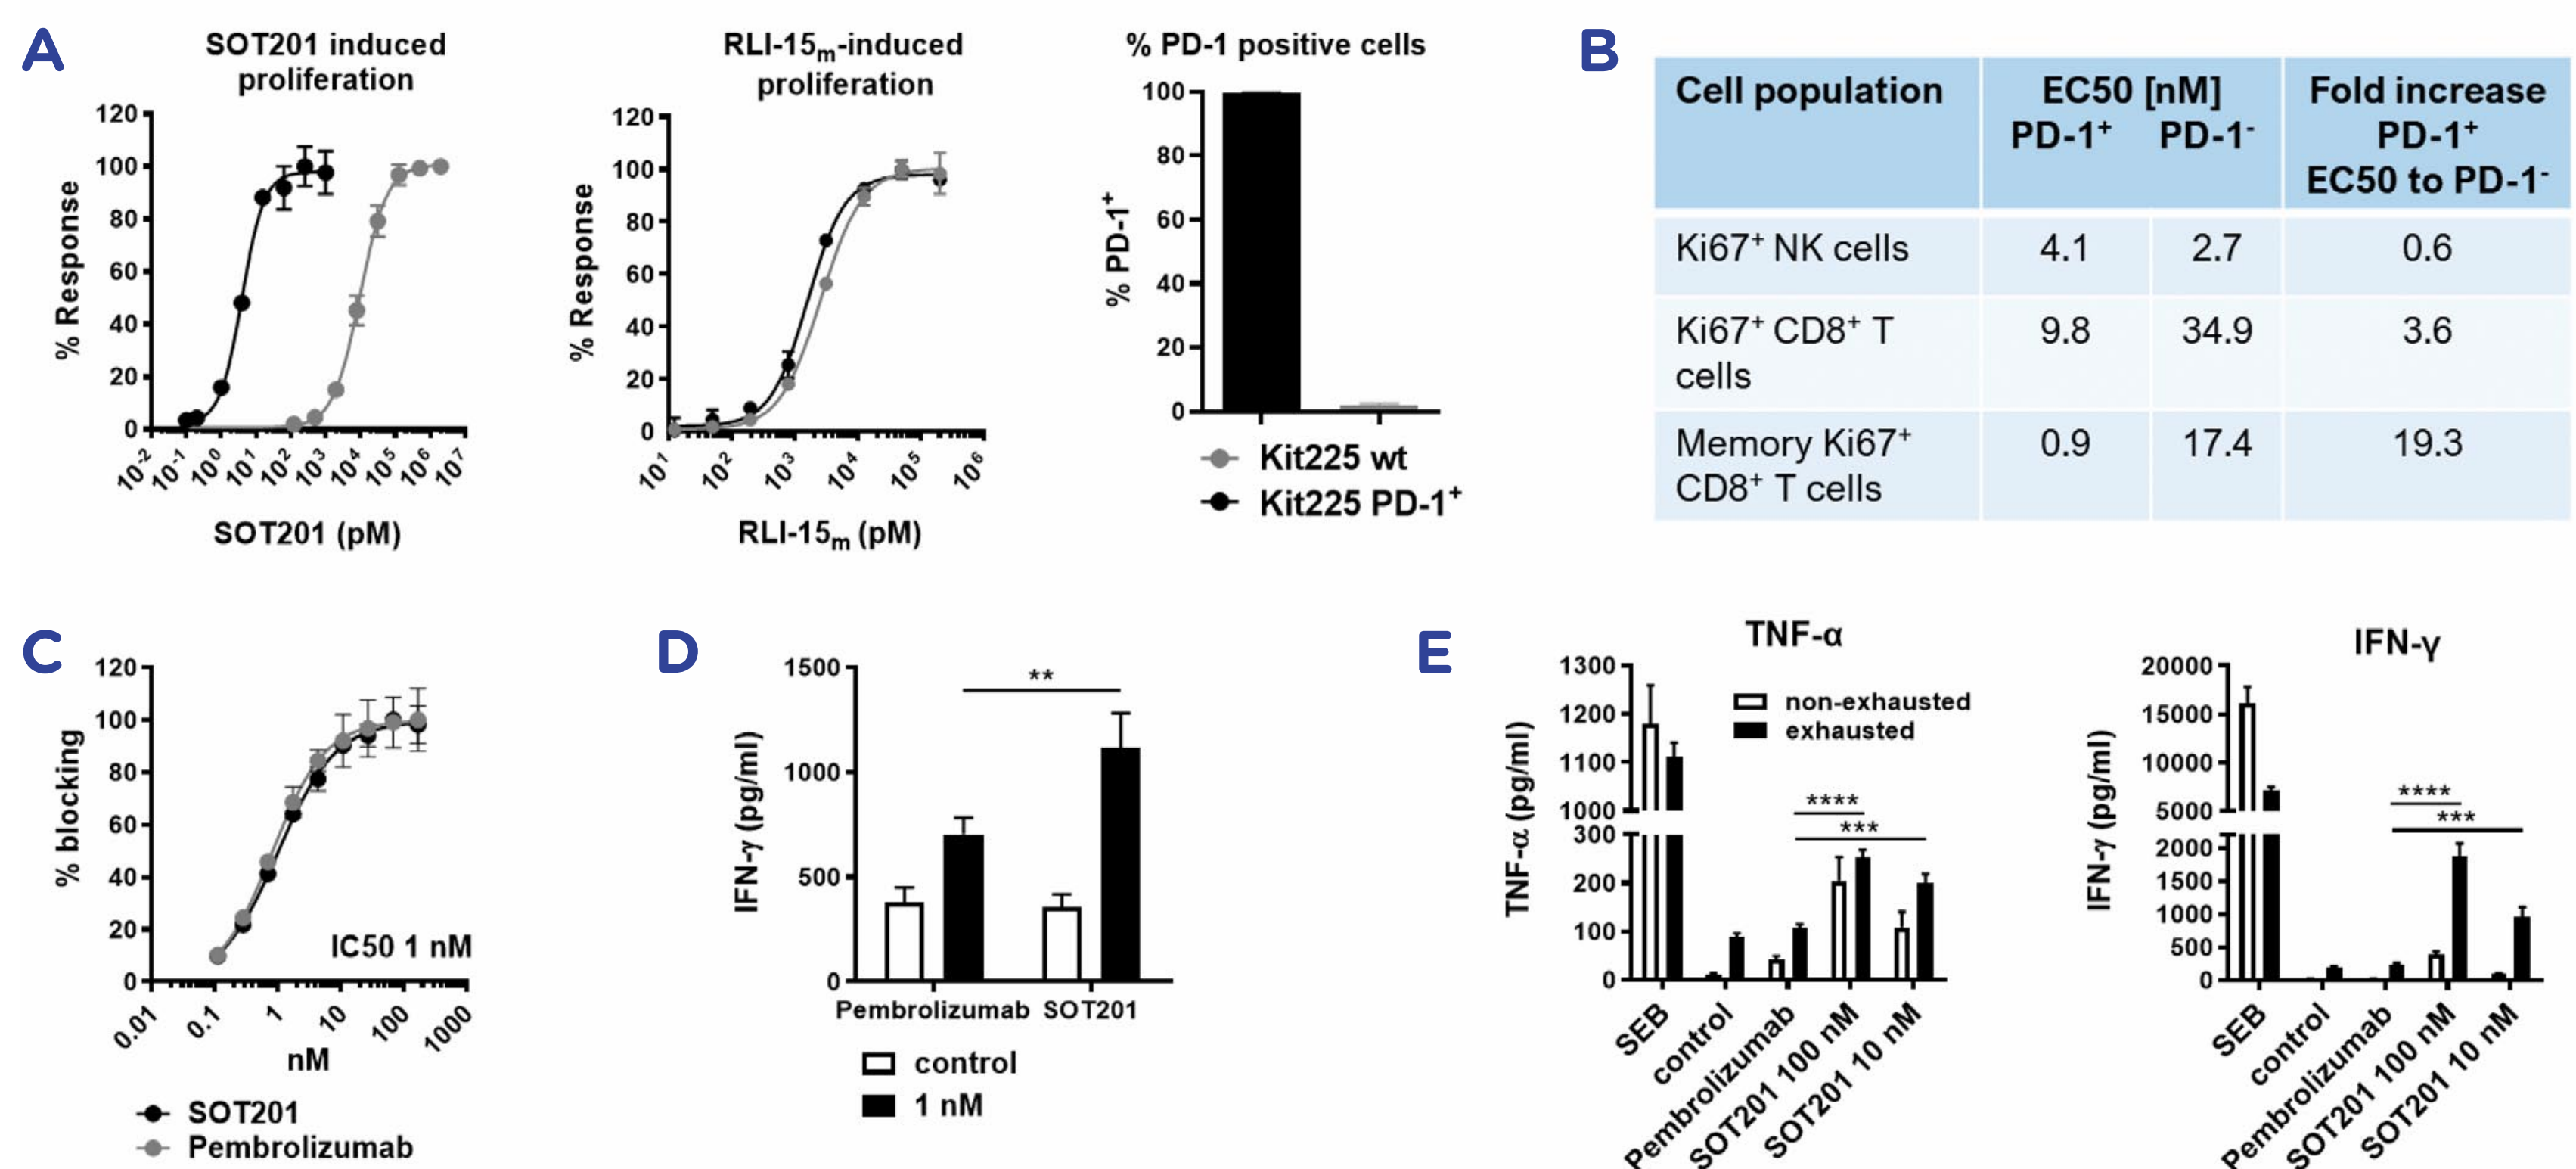 A
SOT201 induced
proliferation
120
100
80
60
40
20
0
% Response
10-2
10-1
100
101
102
103
104
105
106
107
SOT201 (pM)
RLI-15m-induced
proliferation
120
100
80
60
40
20
0
% Response
101
102
103
104
105
106
RLI-15m (pM)
% PD-1 positive cells
100
80
60
40
20
0
% PD-1+
Kit225 wt
Kit225 PD-1+
B
Cell population
EC50 [nM]
PD-1+ PD-1-
Fold increase
PD-1+
EC50 to PD-1-
Ki67+ NK cells 4.1 2.7 0.6
Ki67+ CD8+ T 9.8 34.9 3.6
cells
Memory Ki67+ 0.9 17.4 19.3
CD8+ T cells
C
120
100
80
60
40
20
0
% blocking
IC50 1 nM
0.01
0.1
1
10
100
1000
nM
SOT201
Pembrolizumab
D
1500
1000
500
0
IFN-γ (pg/ml)
**
Pembrolizumab SOT201
control
1 nM
E
TNF-α
1300
1200
1100
1000
300
200
100
0
TNF-α (pg/ml)
non-exhausted
exhausted
****
***
SEB
control
Pembrolizumab
SOT201 100 nM
SOT201 10 nM
IFN-γ
20000
15000
10000
5000
2000
1500
1000
500
0
IFN-γ (pg/ml)
****
***
SEB
control
Pembrolizumab
SOT201 100 nM
SOT201 10 nM